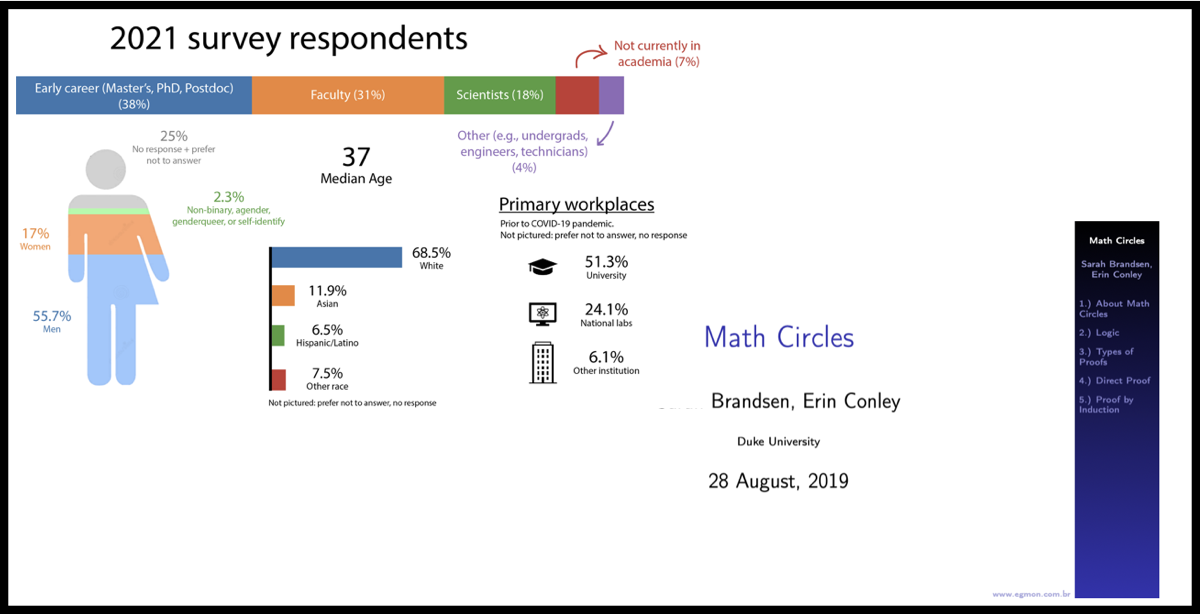 2021 survey respondents
Not currently in
academia (7%)
Early career (Master's, PhD, Postdoc)
(38%)
Faculty (31%)
Scientists (18%)
Other (e.g., undergrads,
engineers, technicians)
(4%)
25%
No response + prefer
not to answer
37
Median Age
2.3%
Non-binary, agender,
genderqueer, or self-identify
17%
Women
55.7%
Men
68.5%
White
11.9%
Asian
6.5%
Hispanic/Latino
7.5%
Other race
Not pictured: prefer not to answer, no response
Primary workplaces
Prior to COVID-19 pandemic.
Not pictured: prefer not to answer, no response
51.3%
University
24.1%
National labs
6.1%
Other institution
Math Circles
Brandsen, Erin Conley
Duke University
28 August, 2019
Math Circles
Sarah Brandsen,
Erin Conley
1.) About Math
Circles
2.) Logic
3.) Types of
Proofs
4.) Direct Proof
5.) Proof by
Induction
www.egmon.com.br